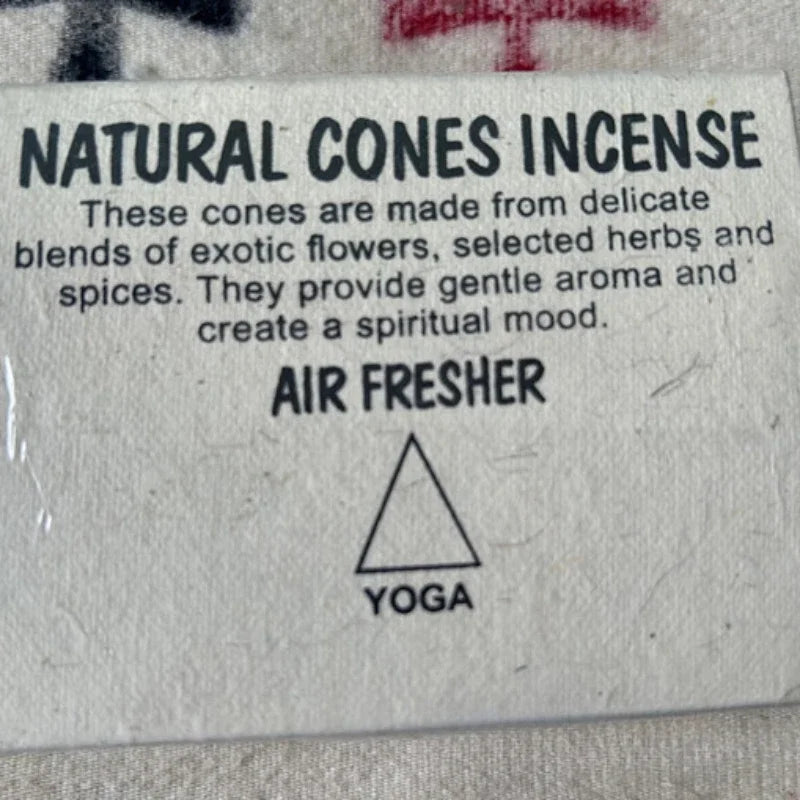 NATURAL CONES INCENSE
These cones are made from delicate
blends of exotic flowers, selected herbs and
spices. They provide gentle aroma and
create a spiritual mood.
AIR FRESHER
YOGA